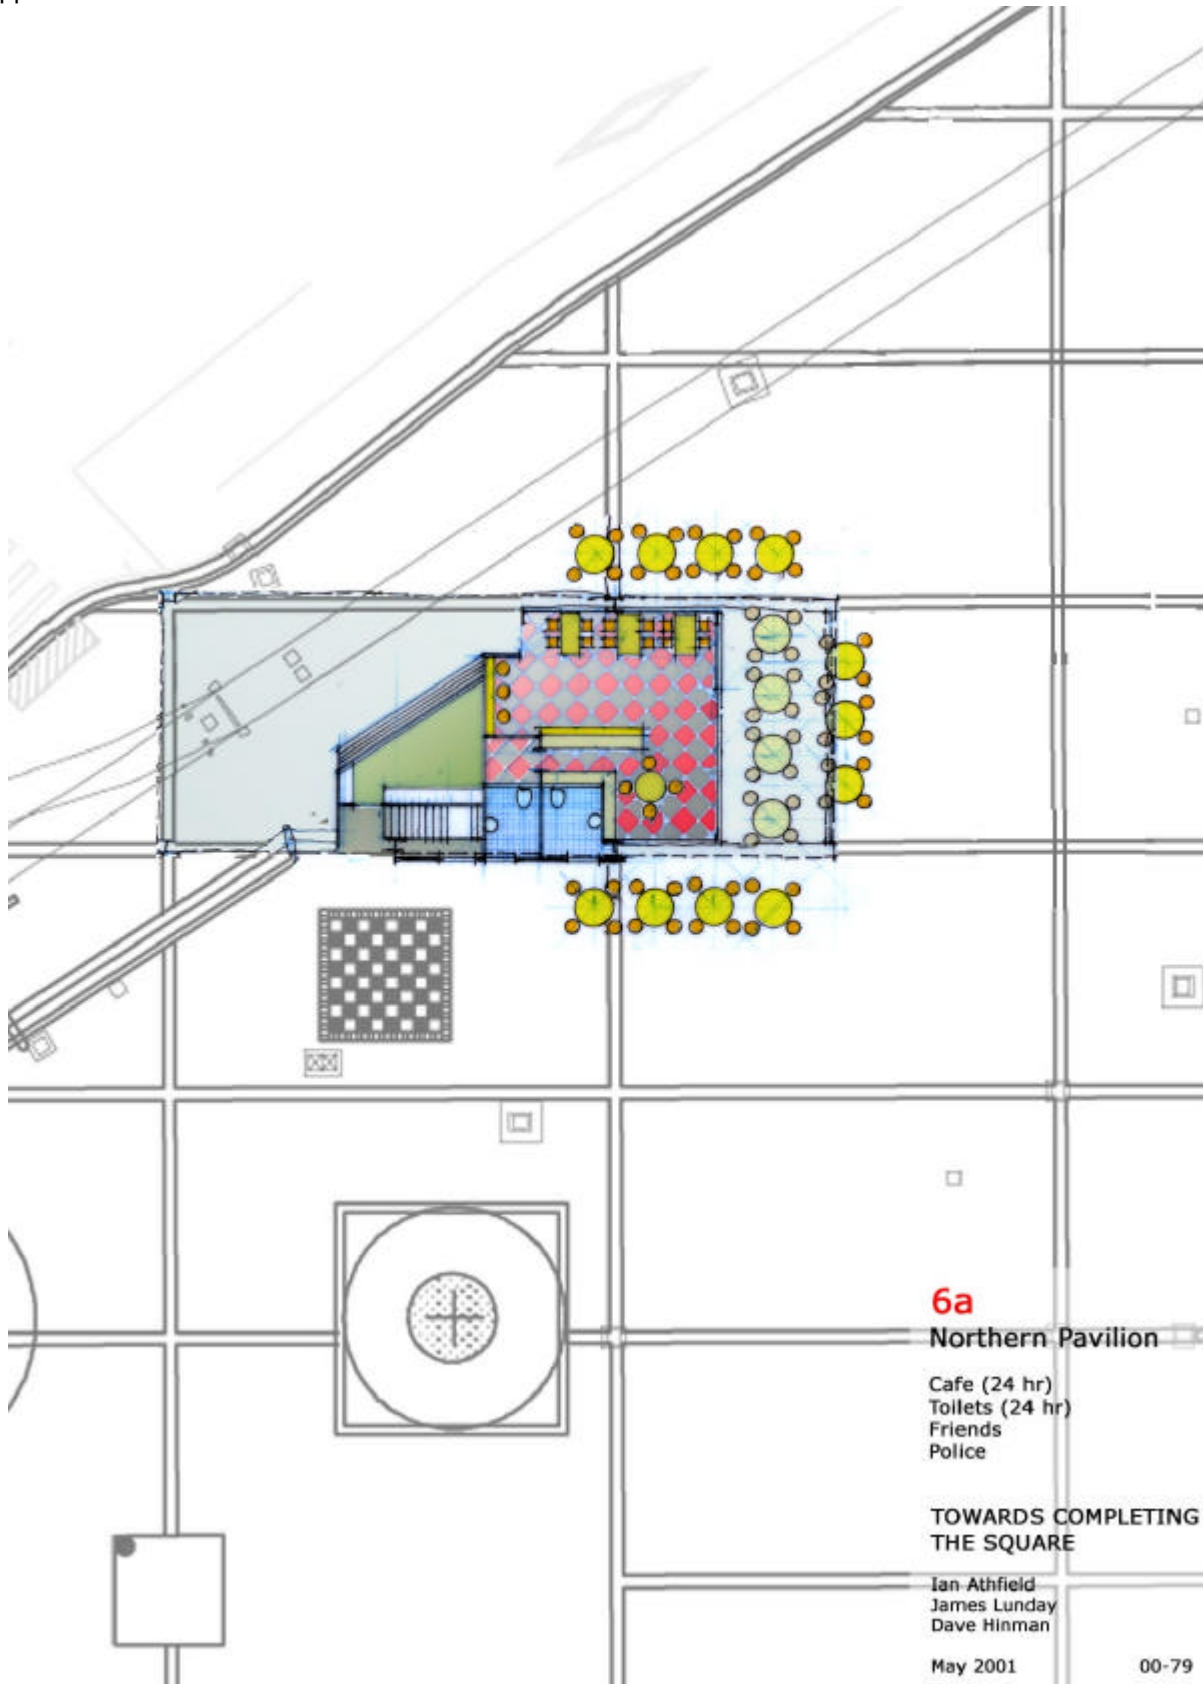 6a
Northern Pavilion
Cafe (24 hr)
Toilets (24 hr)
Friends
Police
TOWARDS COMPLETING
THE SQUARE
Ian Athfield
James Lunday
Dave Hinman
May 2001 00-79